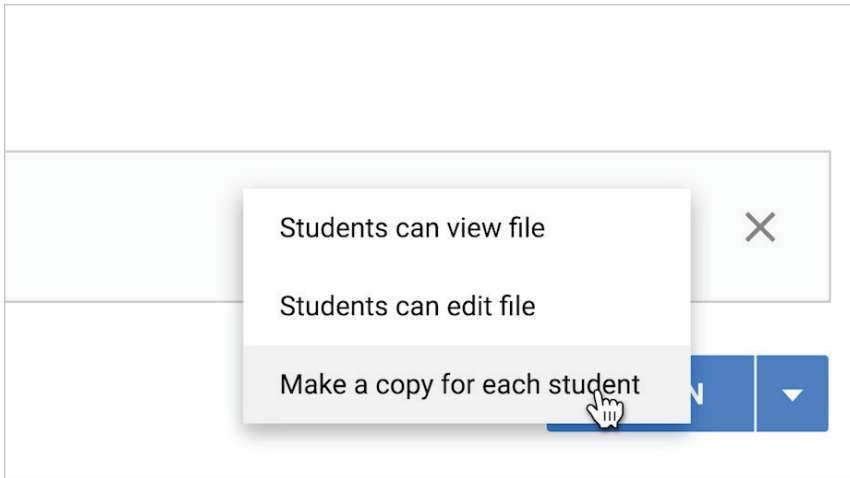 Students can view file
Students can edit file
Make a copy for each student
N